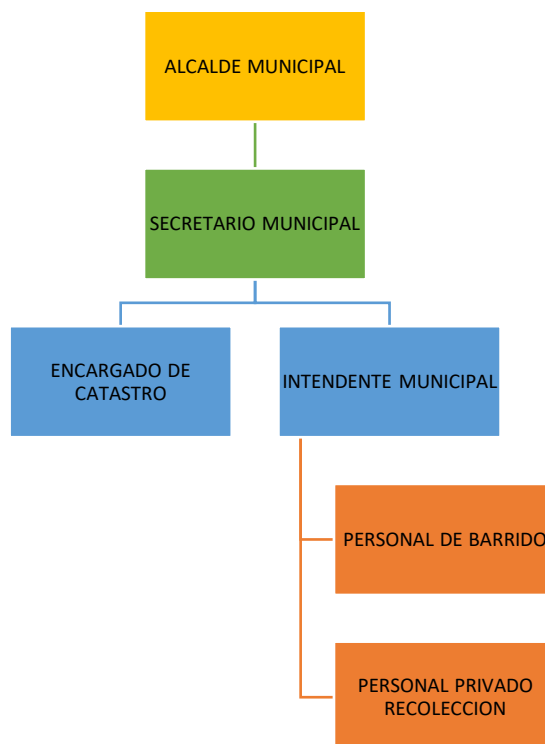 ALCALDE MUNICIPAL
SECRETARIO MUNICIPAL
ENCARGADO DE
CATASTRO
INTENDENTE MUNICIPAL
PERSONAL DE BARRIDO
PERSONAL PRIVADO
RECOLECCION